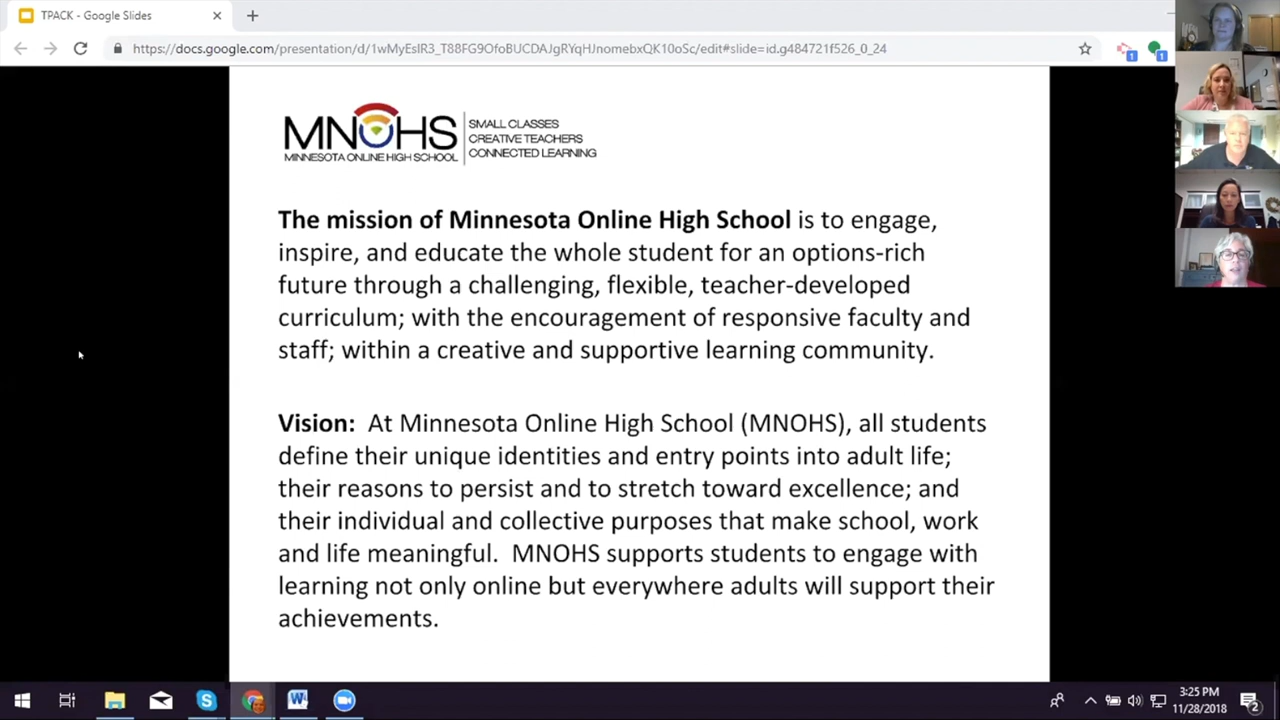 TPACK - Google Slides
https://docs.google.com/presentation/d/1wMyEsIR3_T88FG9OfoBUCDAJgRYqHJnomebxQK10oSc/edit#slide=id.g484721f526_0_24
1
1
MNOHS
MINNESOTA ONLINE HIGH SCHOOL
SMALL CLASSES
CREATIVE TEACHERS
CONNECTED LEARNING
The mission of Minnesota Online High School is to engage,
inspire, and educate the whole student for an options-rich
future through a challenging, flexible, teacher-developed
curriculum; with the encouragement of responsive faculty and
staff; within a creative and supportive learning community.
Vision: At Minnesota Online High School (MNOHS), all students
define their unique identities and entry points into adult life;
their reasons to persist and to stretch toward excellence; and
their individual and collective purposes that make school, work
and life meaningful. MNOHS supports students to engage with
learning not only online but everywhere adults will support their
achievements.
3:25 PM
11/28/2018
2